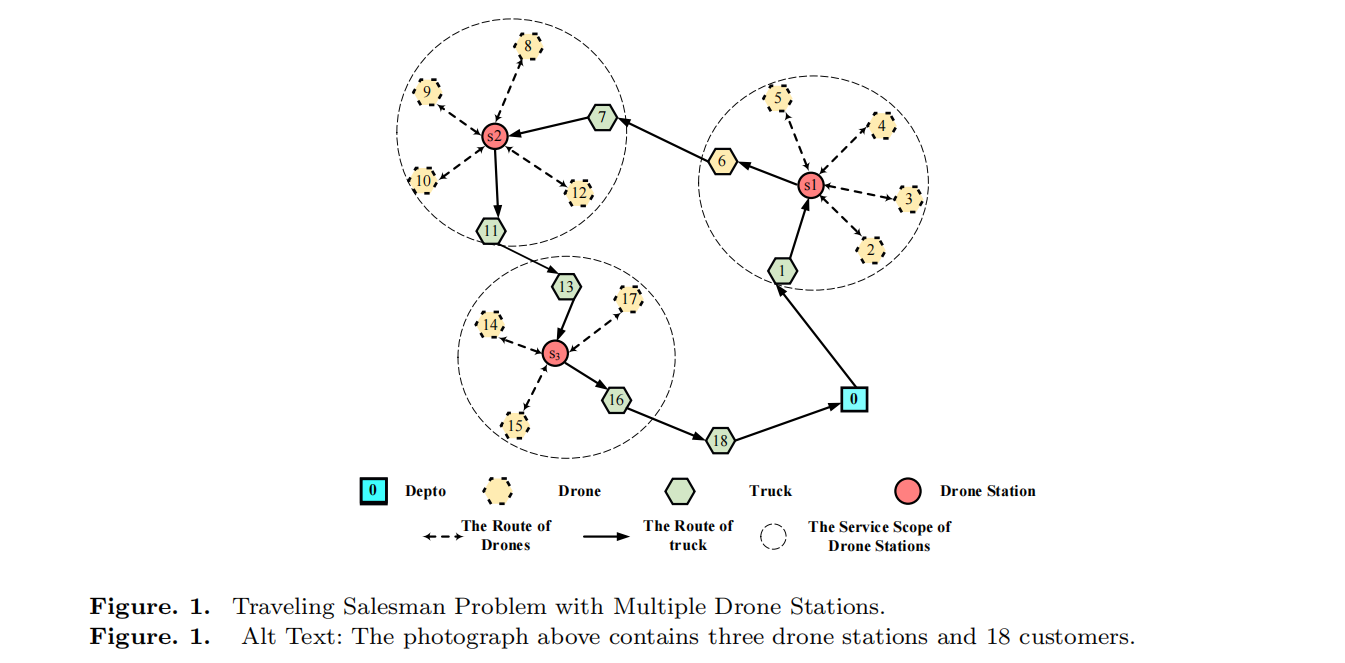 8
9
7
s2
10
12
11
5
4
6
s1
3
2
1
13
17
14
s3
16
15
18
0
0 Depto Drone Truck Drone Station
The Route of
Drones
The Route of
truck
The Service Scope of
Drone Stations
Figure. 1. Traveling Salesman Problem with Multiple Drone Stations.
Figure. 1. Alt Text: The photograph above contains three drone stations and 18 customers.